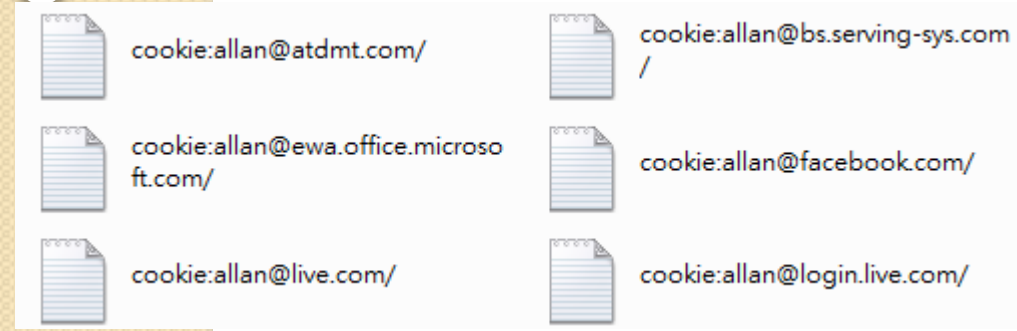 cookie:allan@atdmt.com/
cookie:allan@bs.serving-sys.com
/
cookie:allan@ewa.office.microso
ft.com/
cookie:allan@facebook.com/
cookie:allan@live.com/
cookie:allan@login.live.com/